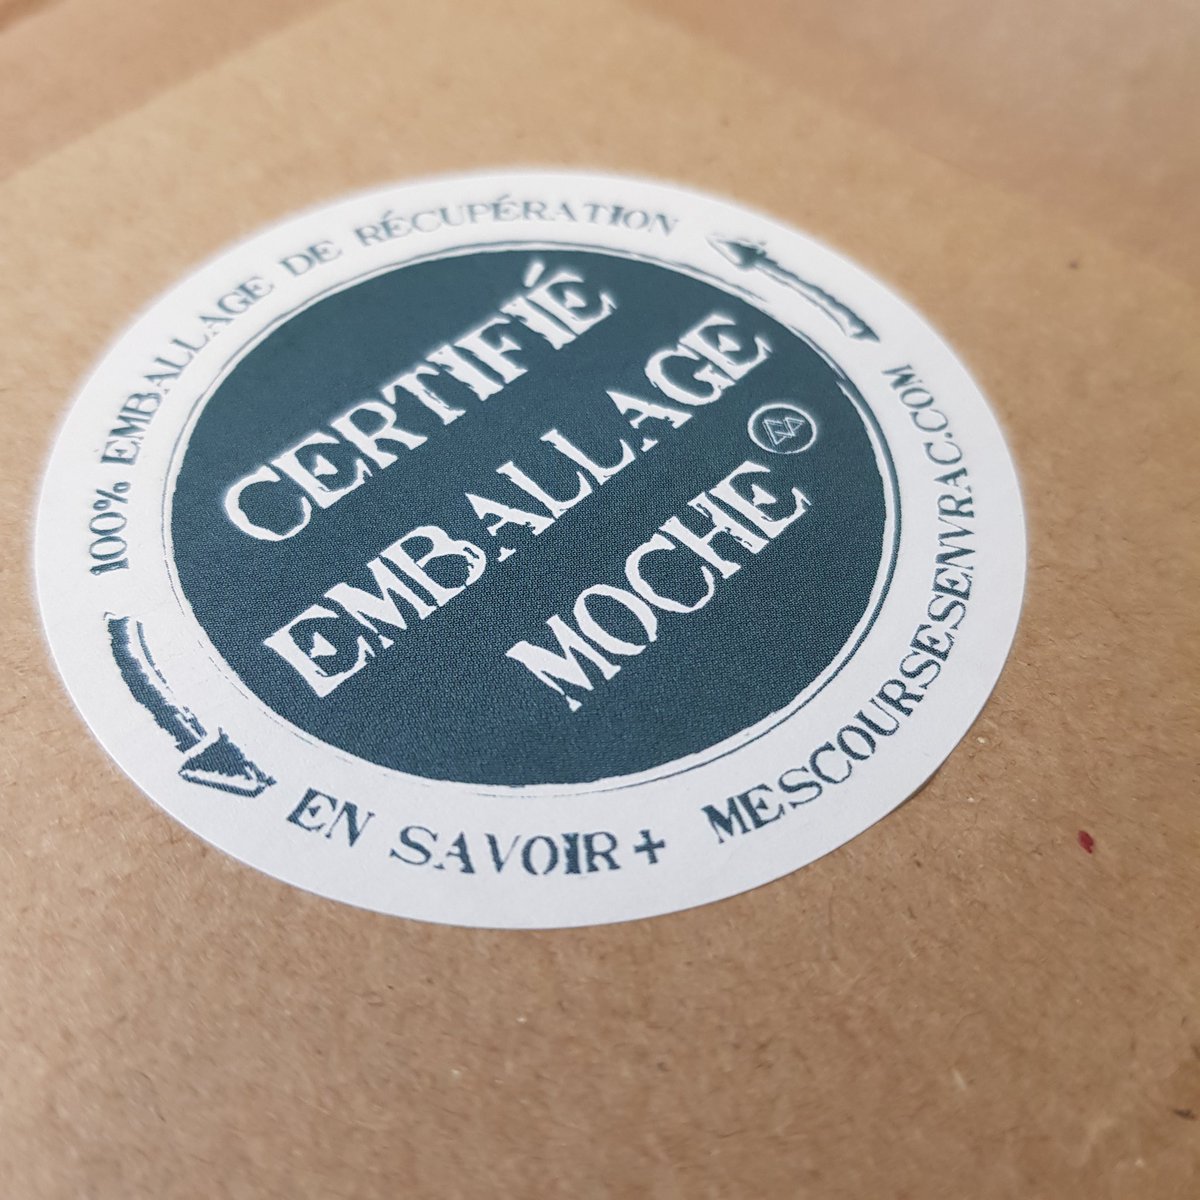 100% EMBALLAGE DE RÉCUPÉRATION
CERTIFIÉ
EMBALLAGE
MOCHE
EN SAVOIR + MESCOURSESENVRAC.COM